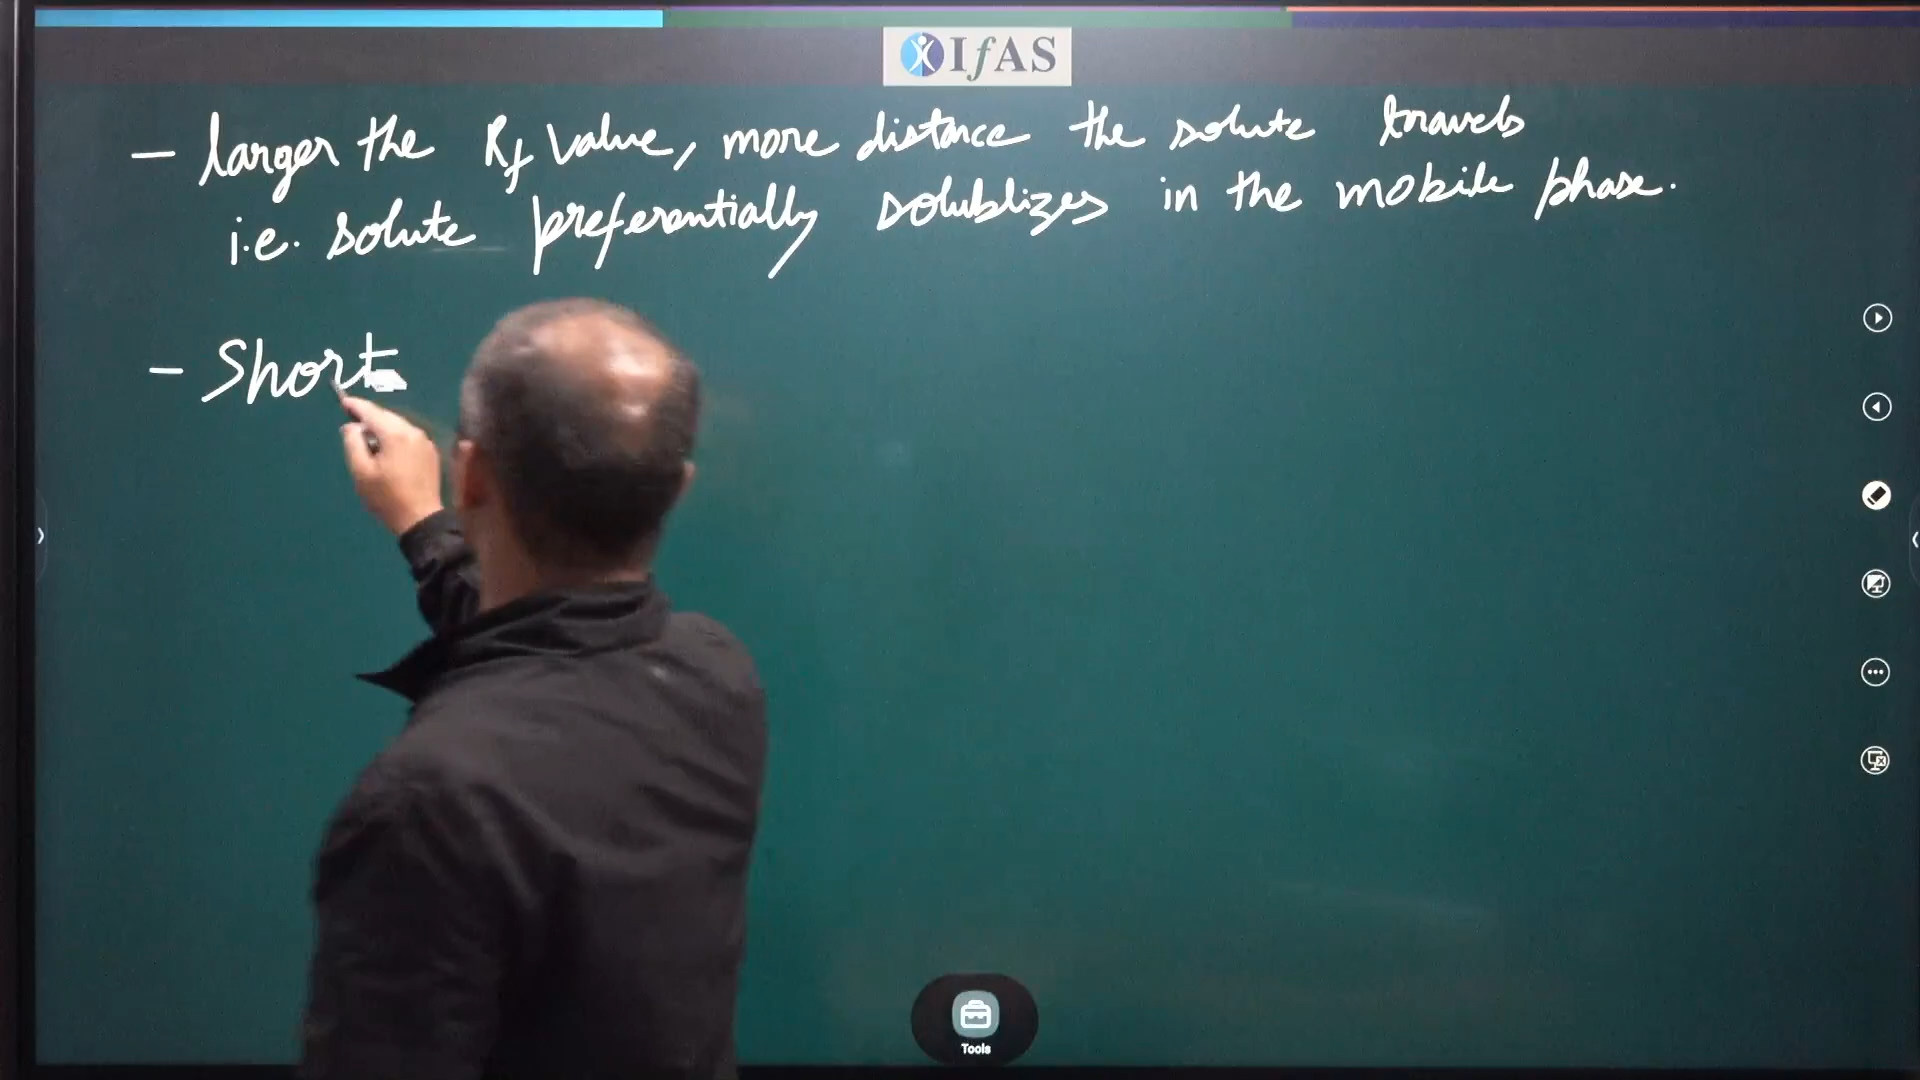 IfAS
- larger the Rf value, more distance the solute travels
i.e. solute preferentially solublizes in the mobile phase.
- Short
Tools